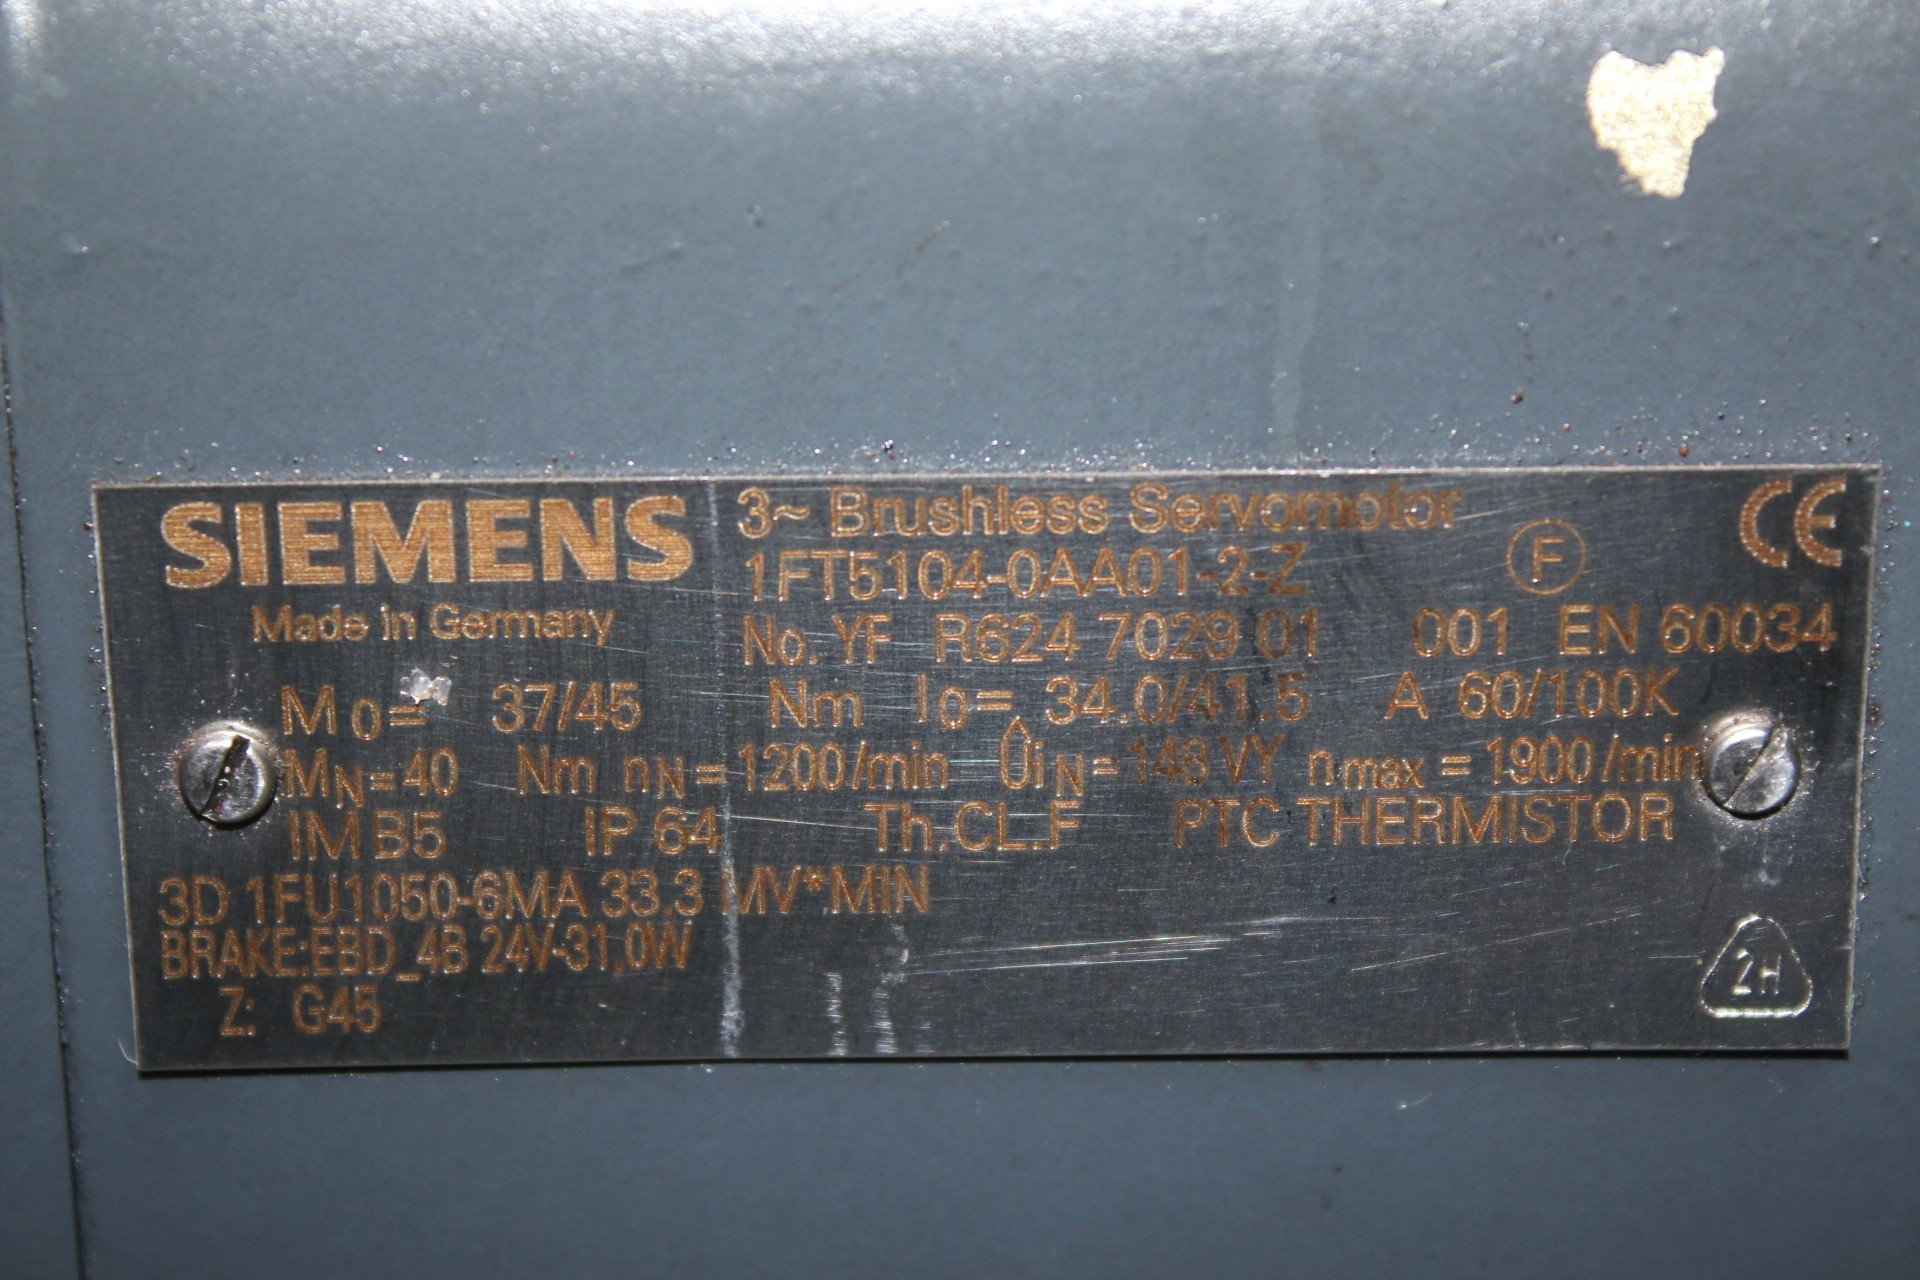 SIEMENS
Made in Germany
3~ Brushless Servomotor
1FT5104-0AA01-2-Z
F
CE
No. YF R624 7029 01 001 EN 60034
M0= 37/45 Nm I0= 34.0/41.5 A 60/100K
MN=40 Nm nN=1200/min ÛiN=148 VY nmax=1900/min
IM B5 IP 64 Th.CL.F PTC THERMISTOR
3D 1FU1050-6MA 33.3 MV*MIN
BRAKE:EBD_4B 24V-31,0W
Z: G45
2H